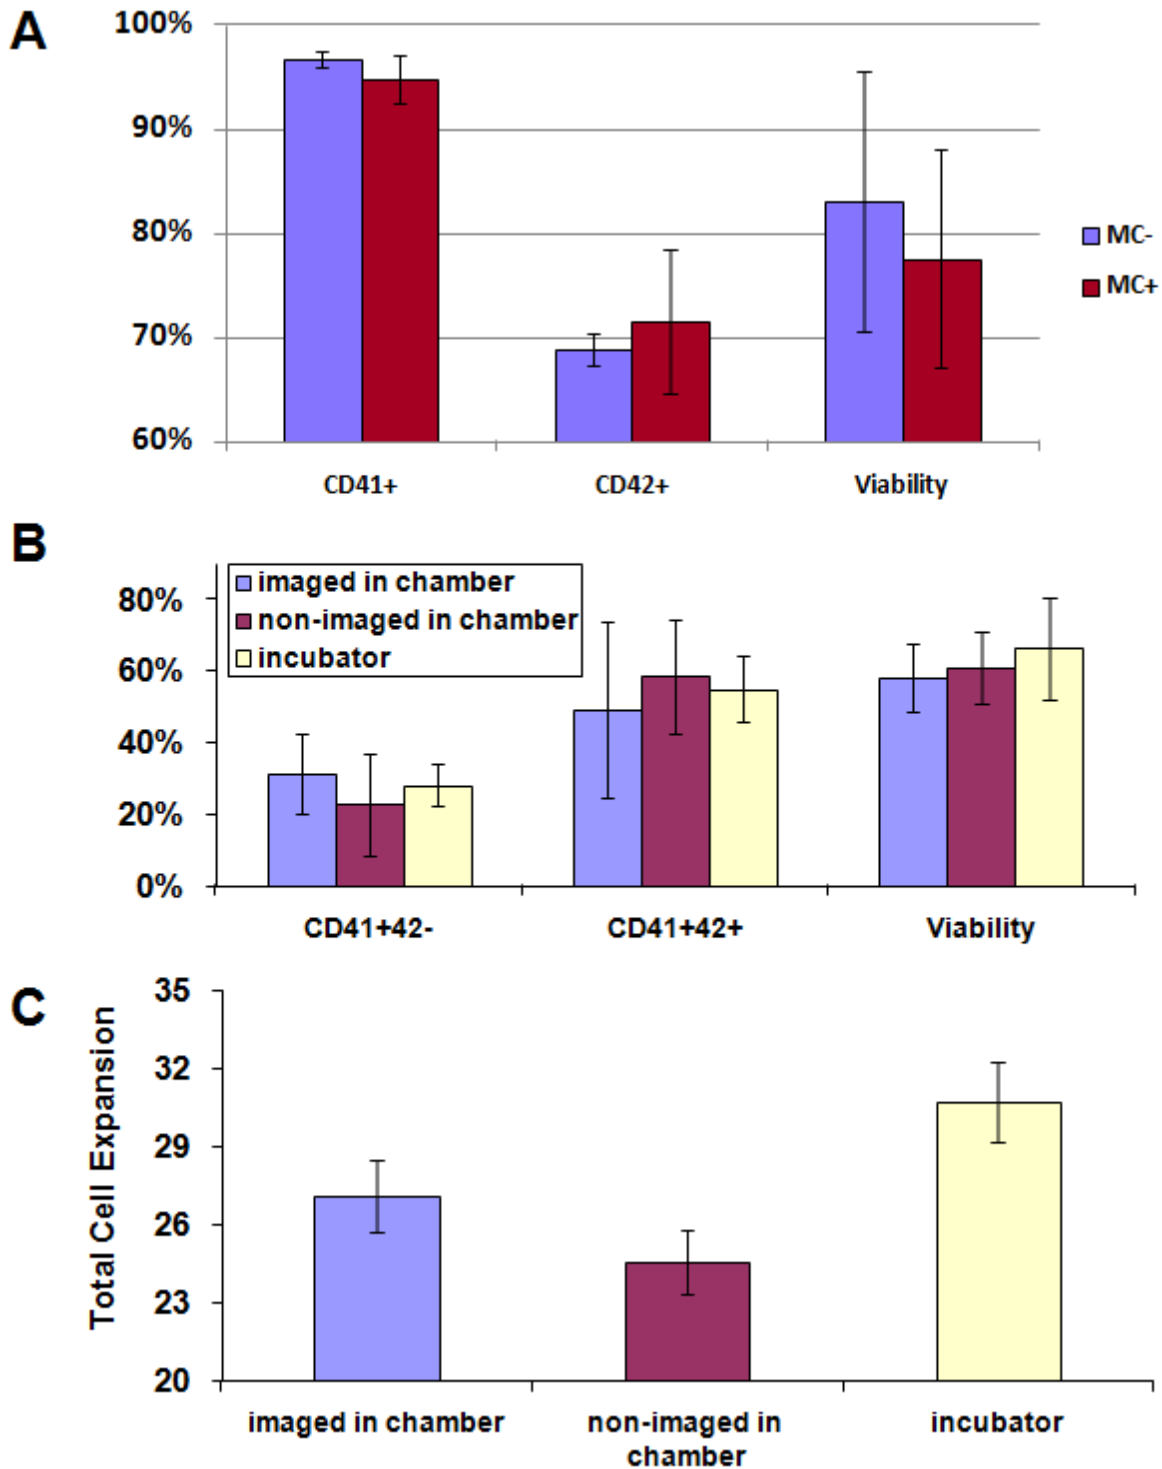 A
100%
90%
80%
70%
60%
CD41+ CD42+ Viability
MC-
MC+
B
80%
60%
40%
20%
0%
imaged in chamber
non-imaged in chamber
incubator
CD41+42- CD41+42+ Viability
C
Total Cell Expansion
35
32
29
26
23
20
imaged in chamber
non-imaged in
chamber
incubator